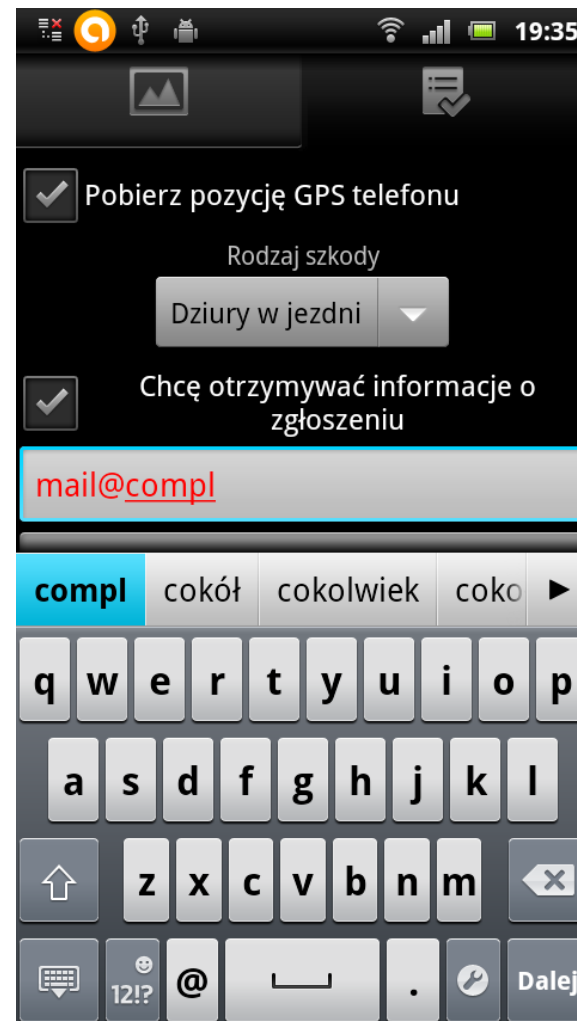 19:35
Pobierz pozycję GPS telefonu
Rodzaj szkody
Dziury w jezdni
Chcę otrzymywać informacje o
zgłoszeniu
mail@compl
compl cokół cokolwiek coko
q w e r t y u i o p
a s d f g h j k l
z x c v b n m
12!? @ . Dalej